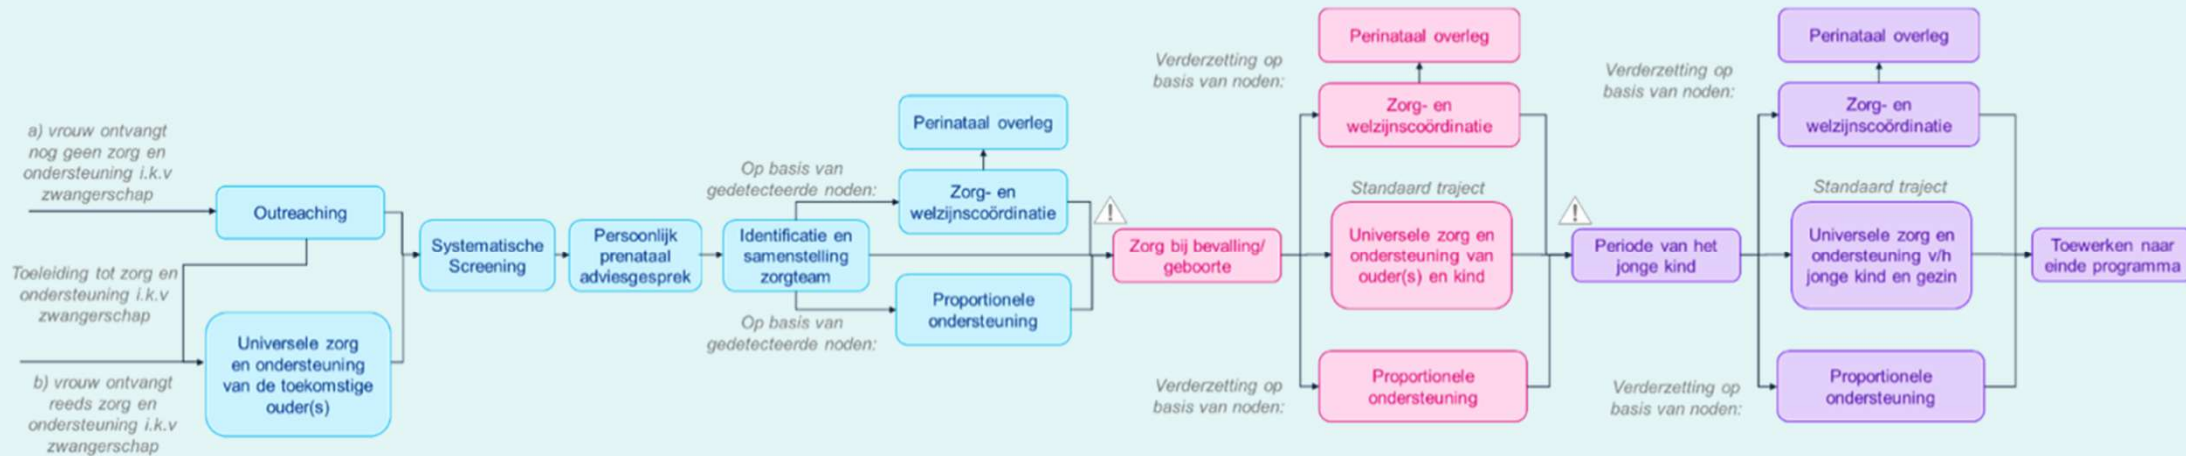 a) vrouw ontvangt
nog geen zorg en
ondersteuning i.k.v
zwangerschap
Outreaching
Toeleiding tot zorg en
ondersteuning i.k.v
zwangerschap
Universele zorg
en ondersteuning
van de toekomstige
ouder(s)
b) vrouw ontvangt
reeds zorg en
ondersteuning i.k.v
zwangerschap
Systematische
Screening
Persoonlijk
prenataal
adviesgesprek
Identificatie en
samenstelling
zorgteam
Op basis van
gedetecteerde noden:
Perinataal overleg
Zorg- en
welzijnscoördinatie
Op basis van
gedetecteerde noden:
Proportionele
ondersteuning
!
Zorg bij bevalling/
geboorte
Verderzetting op
basis van noden:
Perinataal overleg
Zorg- en
welzijnscoördinatie
Standaard traject
Universele zorg en
ondersteuning van
ouder(s) en kind
Verderzetting op
basis van noden:
Proportionele
ondersteuning
!
Periode van het
jonge kind
Verderzetting op
basis van noden:
Perinataal overleg
Zorg- en
welzijnscoördinatie
Standaard traject
Universele zorg en
ondersteuning v/h
jonge kind en gezin
Verderzetting op
basis van noden:
Proportionele
ondersteuning
Toewerken naar
einde programma